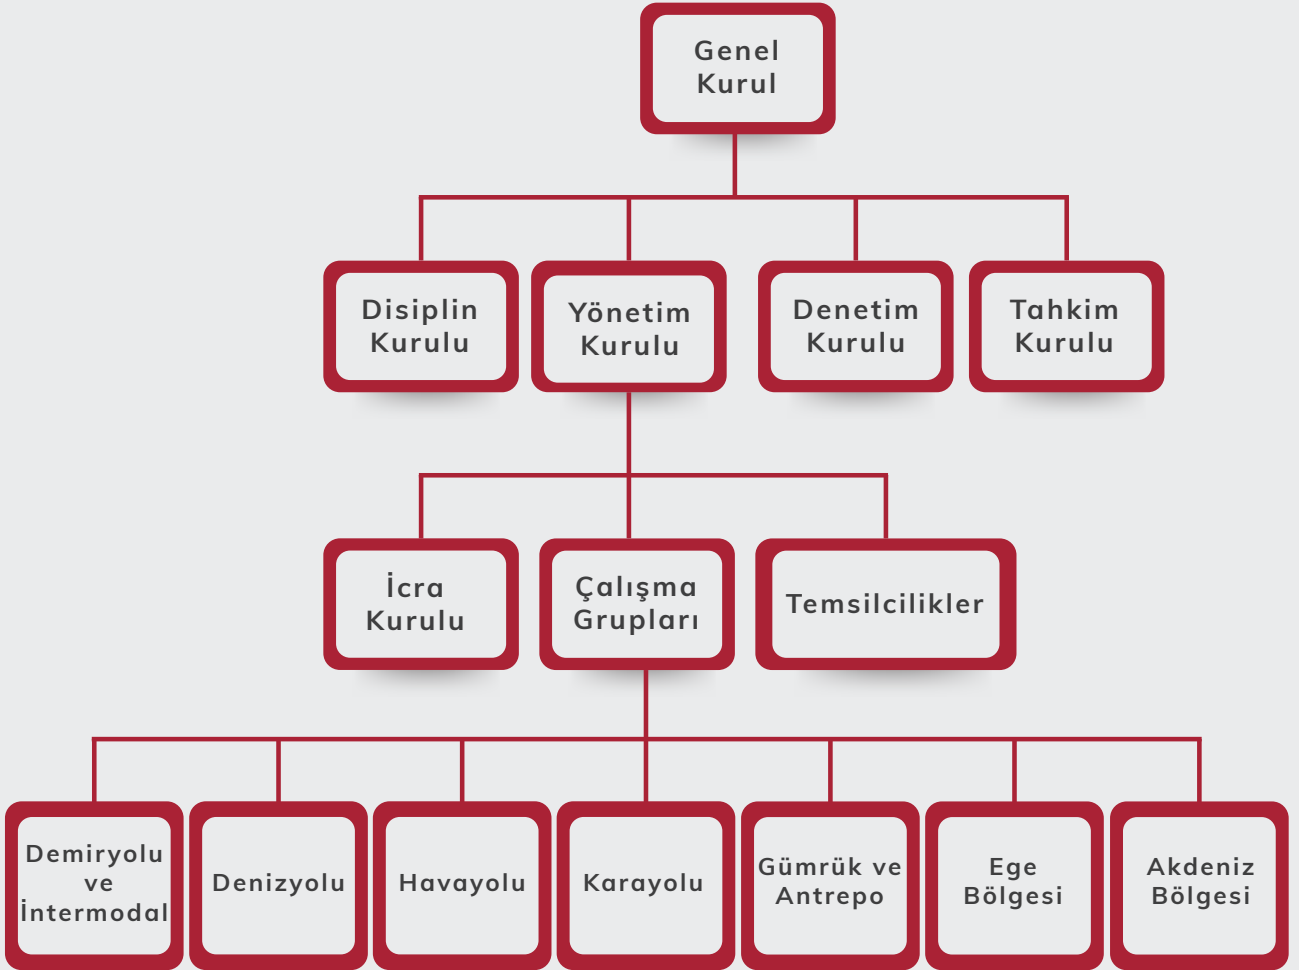 Genel
Kurul
Disiplin
Kurulu
Yönetim
Kurulu
Denetim
Kurulu
Tahkim
Kurulu
İcra
Kurulu
Çalışma
Grupları
Temsilcilikler
Demiryolu
ve
İntermodal
Denizyolu
Havayolu
Karayolu
Gümrük ve
Antrepo
Ege
Bölgesi
Akdeniz
Bölgesi